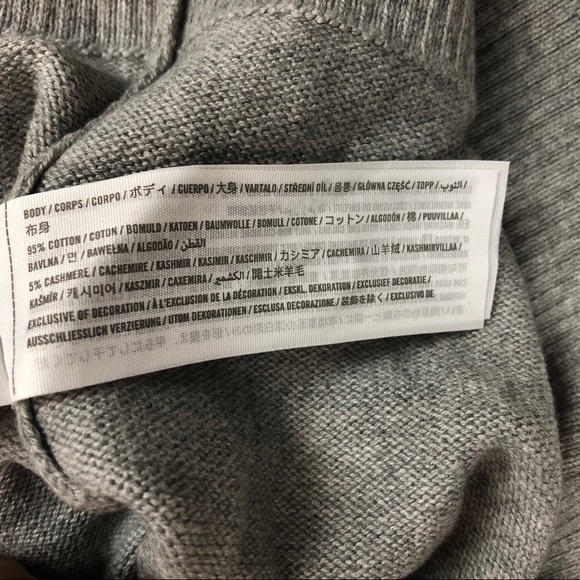 BODY / CORPS / CORPO / ボディ / CUERPO / 大身 / VARTALO / STŘEDNÍ DÍL / 몸통 / GŁÓWNA CZĘŚĆ / TOPP / الثوب /
布身
95% COTTON / COTON / BOMULD / KATOEN / BAUMWOLLE / BOMULL / COTONE / コットン / ALGODÓN / 棉 / PUUVILLAA /
BAVLNA / 면 / BAWEŁNA / ALGODÃO / القطن
5% CASHMERE / CACHEMIRE / KASHMIR / KASIMIR / KASCHMIR / カシミア / CACHEMIRA / 山羊绒 / KASHMIRVILLAA /
KAŠMÍR / 캐시미어 / KASZMIR / CAXEMIRA / الكشمير / 開士米羊毛
EXCLUSIVE OF DECORATION / À L'EXCLUSION DE LA DÉCORATION / EKSKL. DEKORATION / EXCLUSIEF DECORATIE /
AUSSCHLIESSLICH VERZIERUNG / UTOM DEKORATIONEN / ESCLUSA DECORAZIONE / 装飾を除く / EXCLUSIVO DE